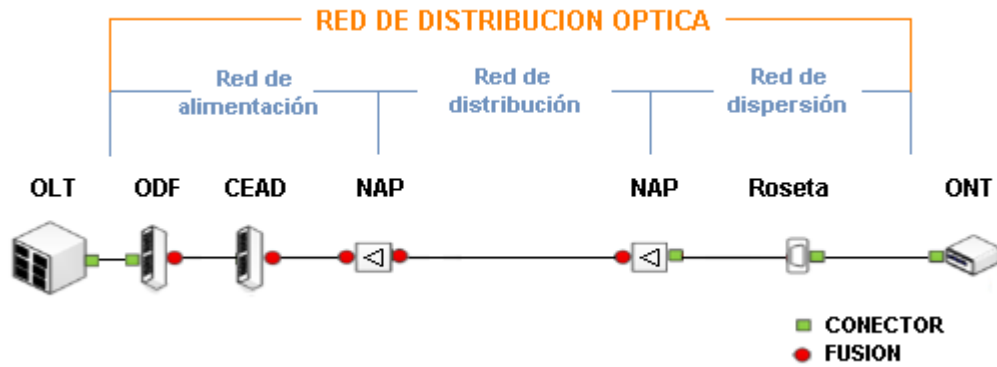 RED DE DISTRIBUCION OPTICA
Red de
alimentación
Red de
distribución
Red de
dispersión
OLT
ODF
CEAD
NAP
NAP
Roseta
ONT
CONECTOR
FUSION